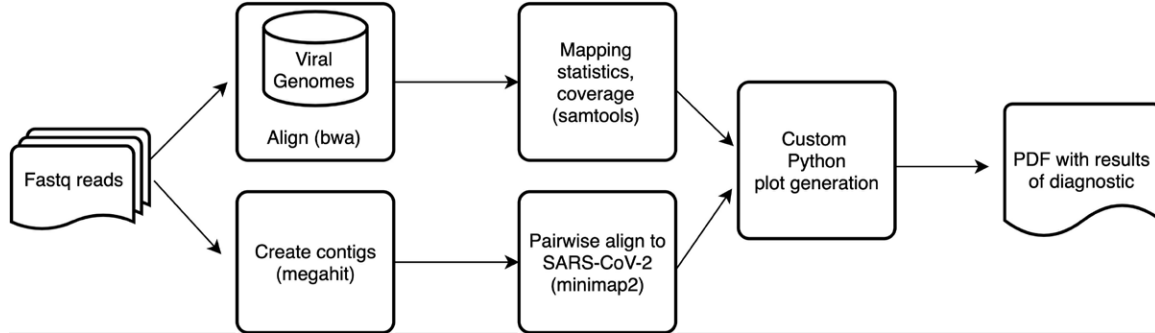 Fastq reads
Viral
Genomes
Align (bwa)
Mapping
statistics,
coverage
(samtools)
Create contigs
(megahit)
Pairwise align to
SARS-CoV-2
(minimap2)
Custom
Python
plot generation
PDF with results
of diagnostic